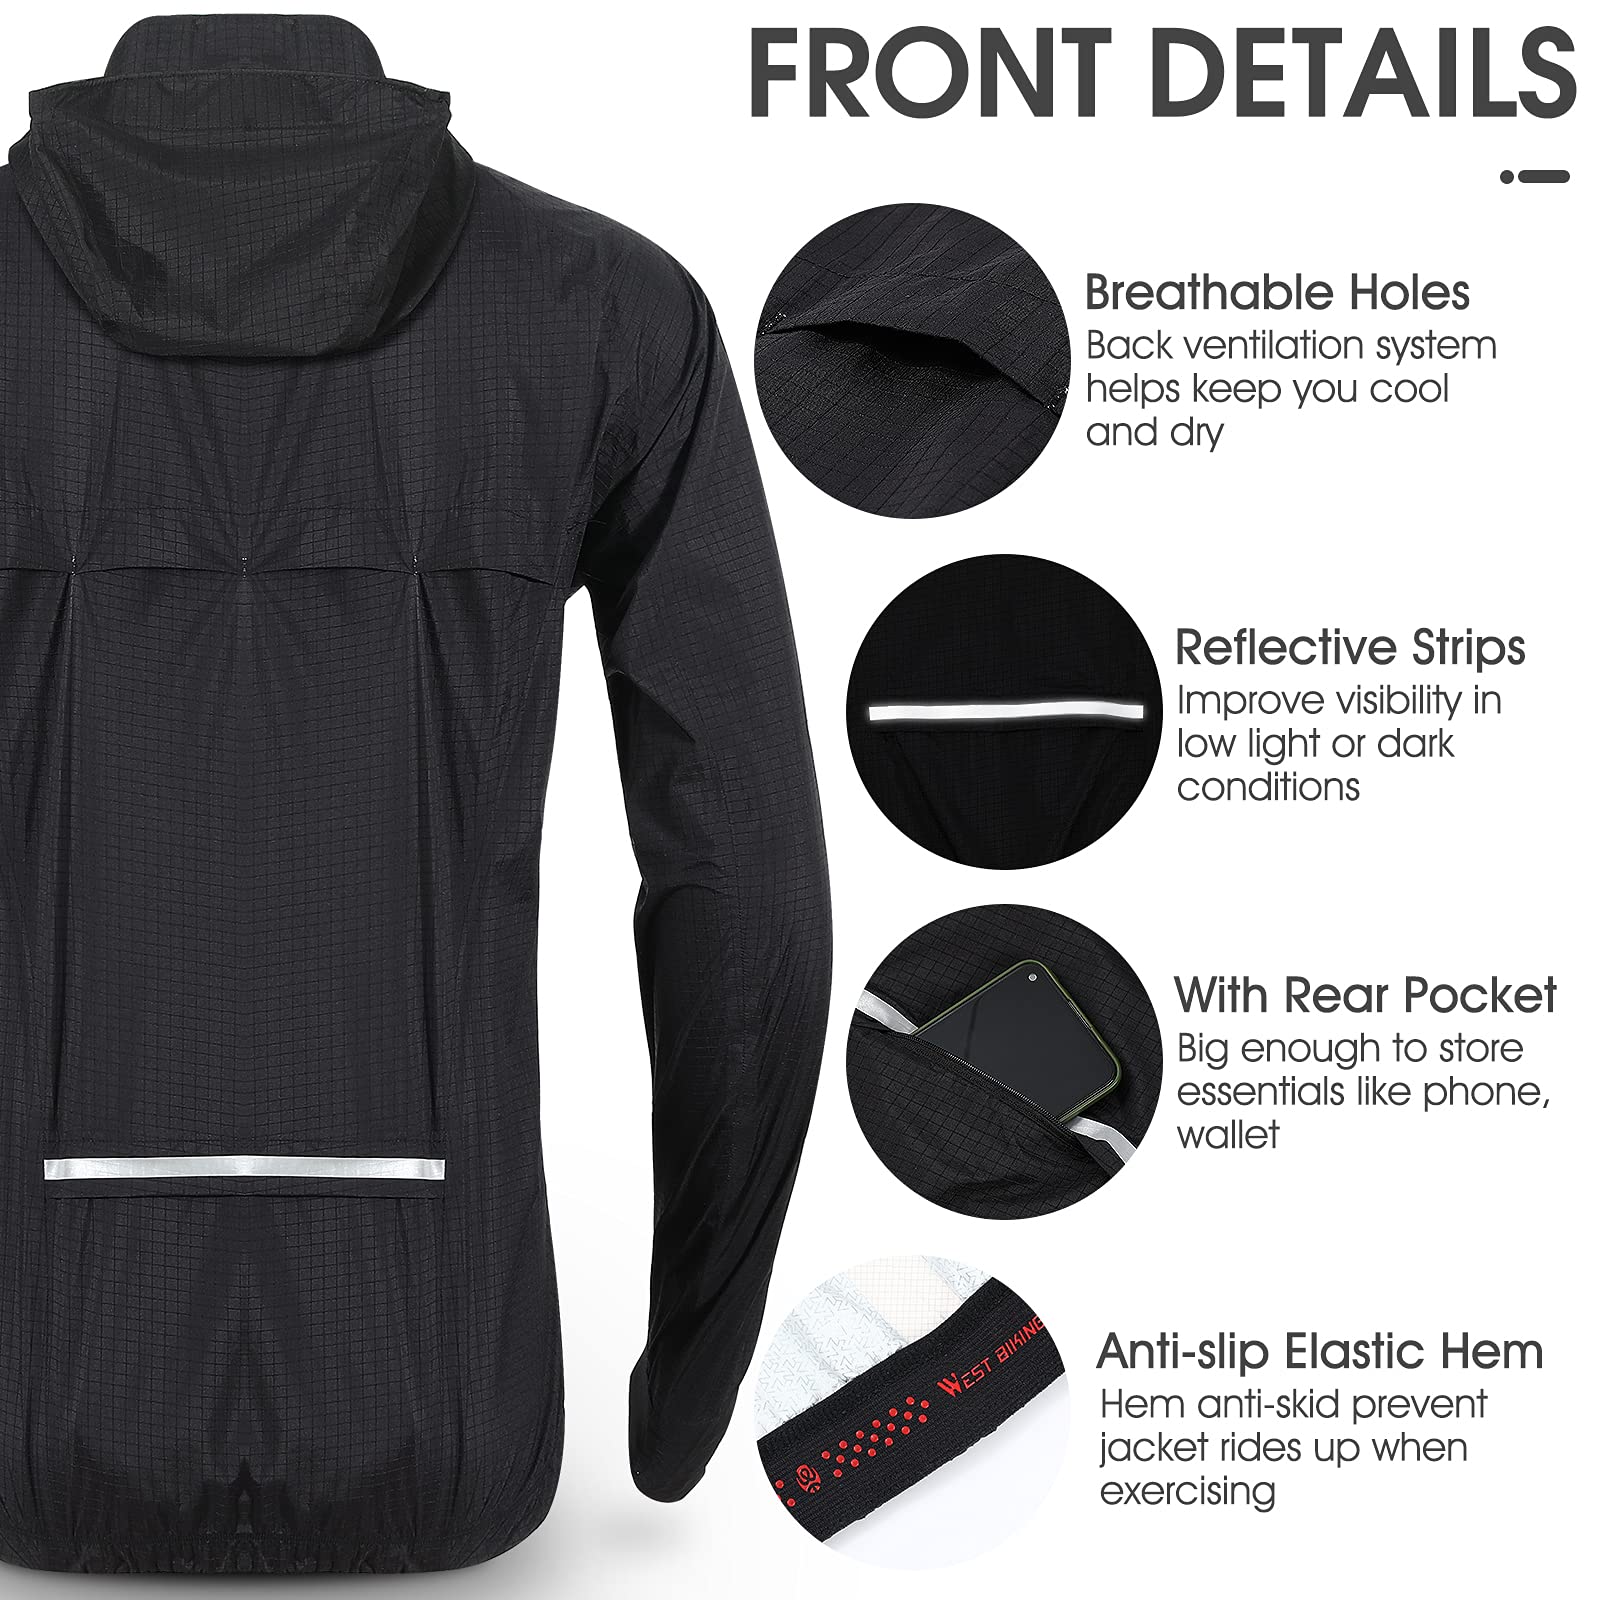 FRONT DETAILS
Breathable Holes
Back ventilation system
helps keep you cool
and dry
Reflective Strips
Improve visibility in
low light or dark
conditions
With Rear Pocket
Big enough to store
essentials like phone,
wallet
WEST BIKING
Anti-slip Elastic Hem
Hem anti-skid prevent
jacket rides up when
exercising